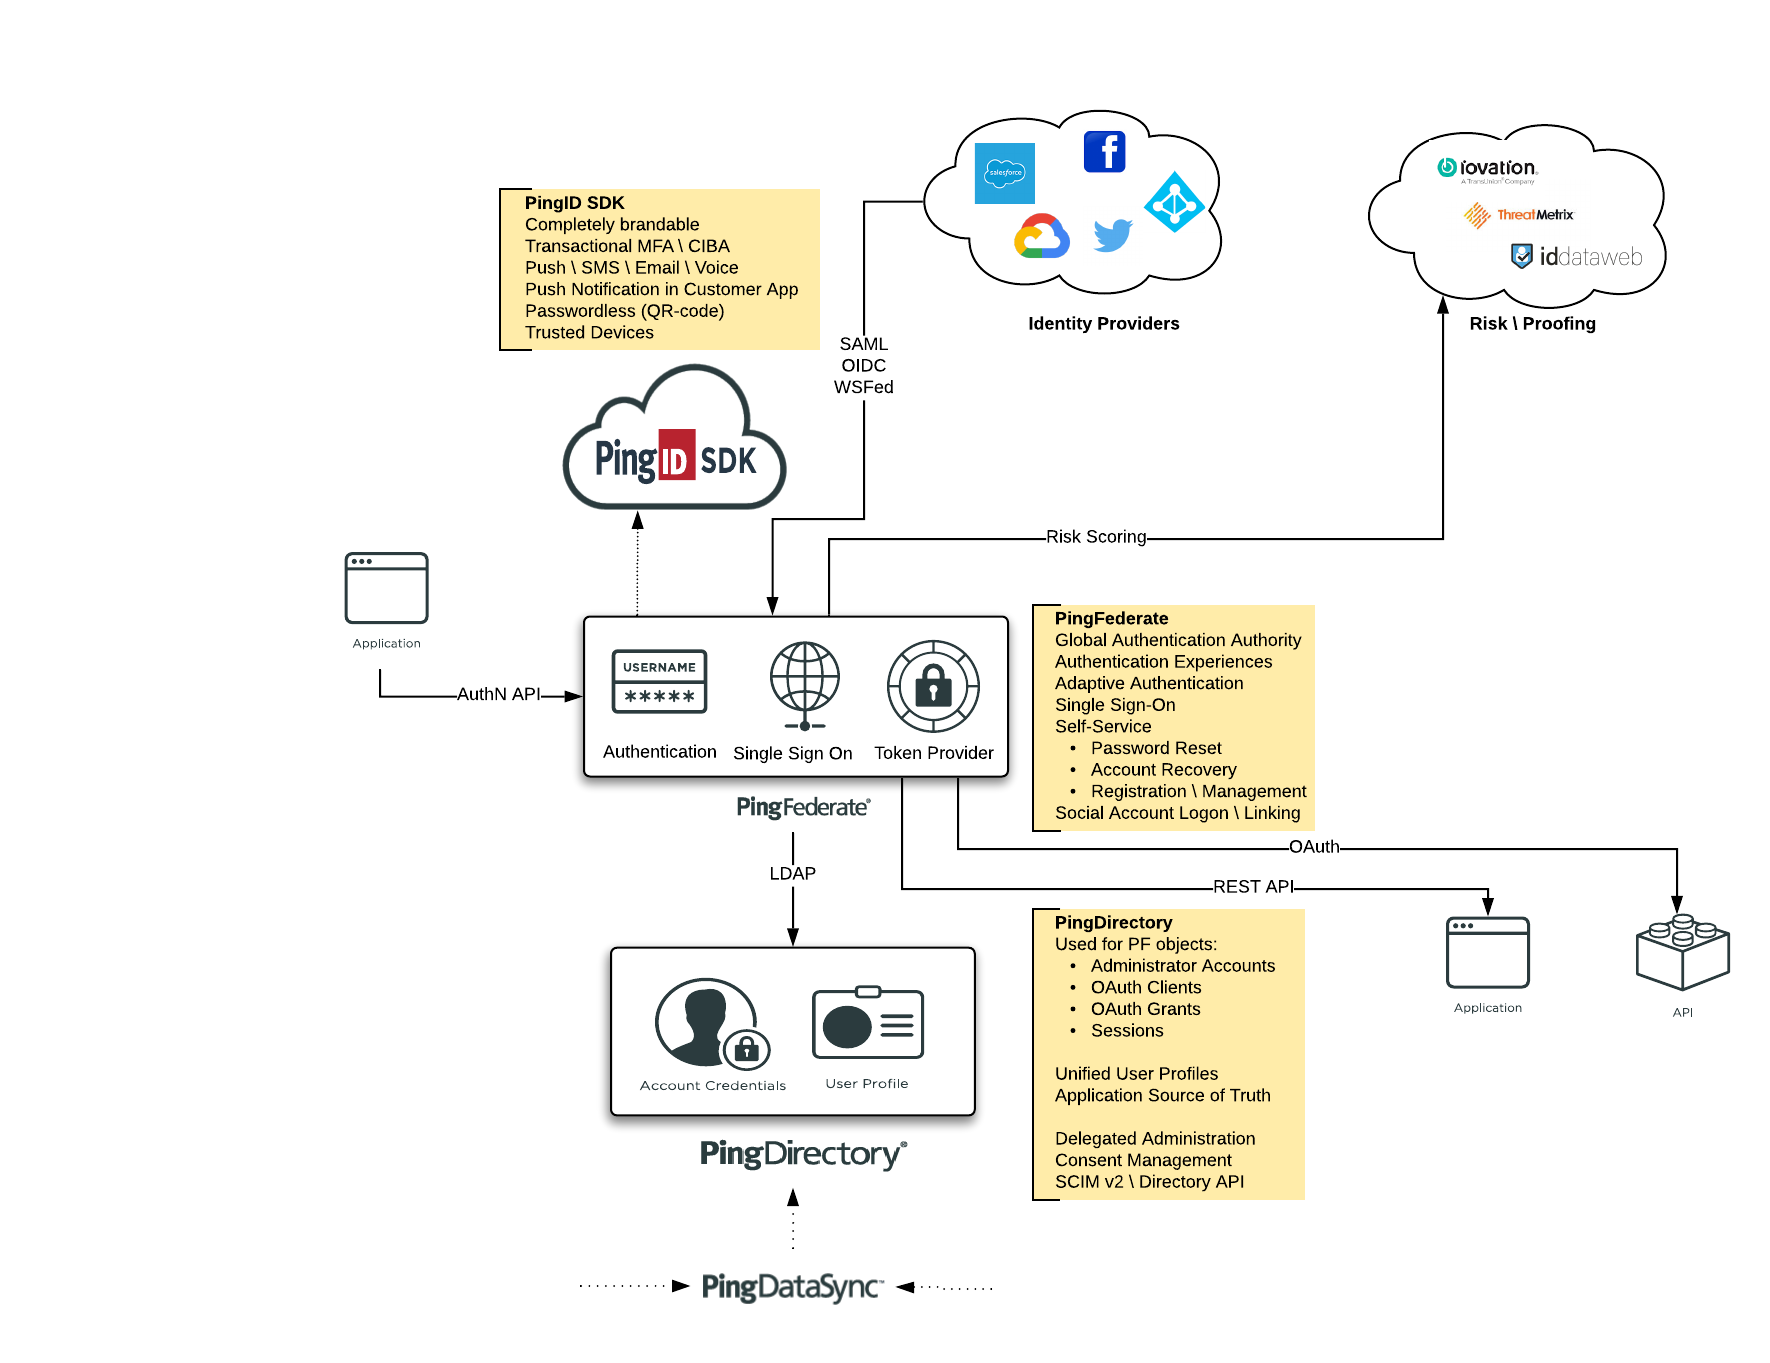 salesforce
f
Identity Providers
iovation
A TransUnion® Company
ThreatMetrix
iddataweb
Risk \ Proofing
PingID SDK
Completely brandable
Transactional MFA \ CIBA
Push \ SMS \ Email \ Voice
Push Notification in Customer App
Passwordless (QR-code)
Trusted Devices
SAML
OIDC
WSFed
PingID SDK
Risk Scoring
Application
AuthN API
USERNAME
*****
Authentication
Single Sign On
Token Provider
PingFederate®
PingFederate
Global Authentication Authority
Authentication Experiences
Adaptive Authentication
Single Sign-On
Self-Service
• Password Reset
• Account Recovery
• Registration \ Management
Social Account Logon \ Linking
OAuth
REST API
LDAP
PingDirectory
Used for PF objects:
• Administrator Accounts
• OAuth Clients
• OAuth Grants
• Sessions
Unified User Profiles
Application Source of Truth
Delegated Administration
Consent Management
SCIM v2 \ Directory API
Application
API
Account Credentials
User Profile
PingDirectory®
PingDataSync™